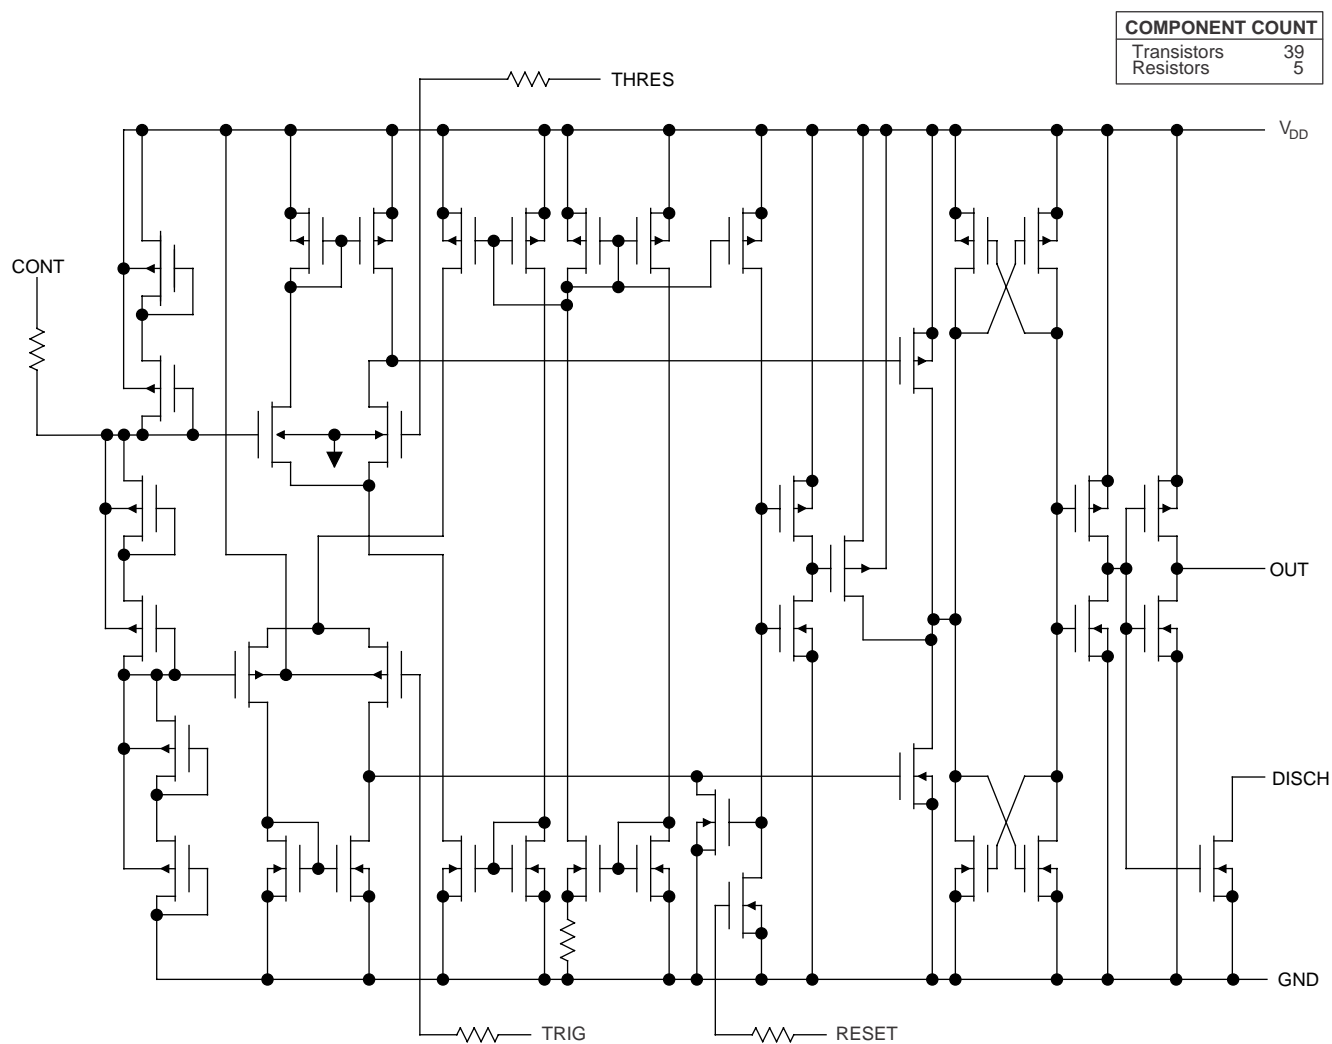 COMPONENT COUNT
Transistors 39
Resistors 5
THRES
VDD
CONT
OUT
DISCH
GND
TRIG
RESET